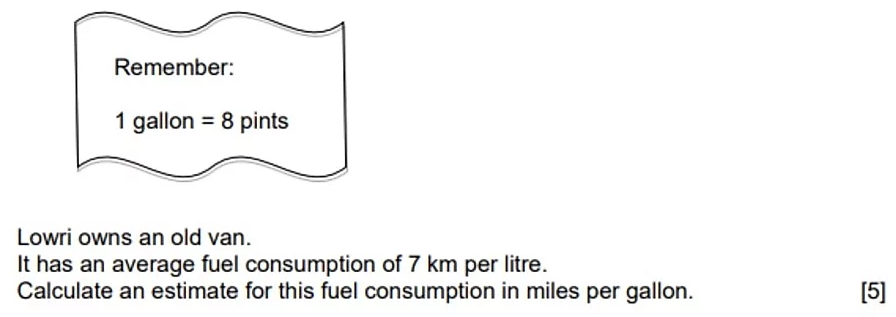 Remember:
1 gallon = 8 pints
Lowri owns an old van.
It has an average fuel consumption of 7 km per litre.
Calculate an estimate for this fuel consumption in miles per gallon. [5]